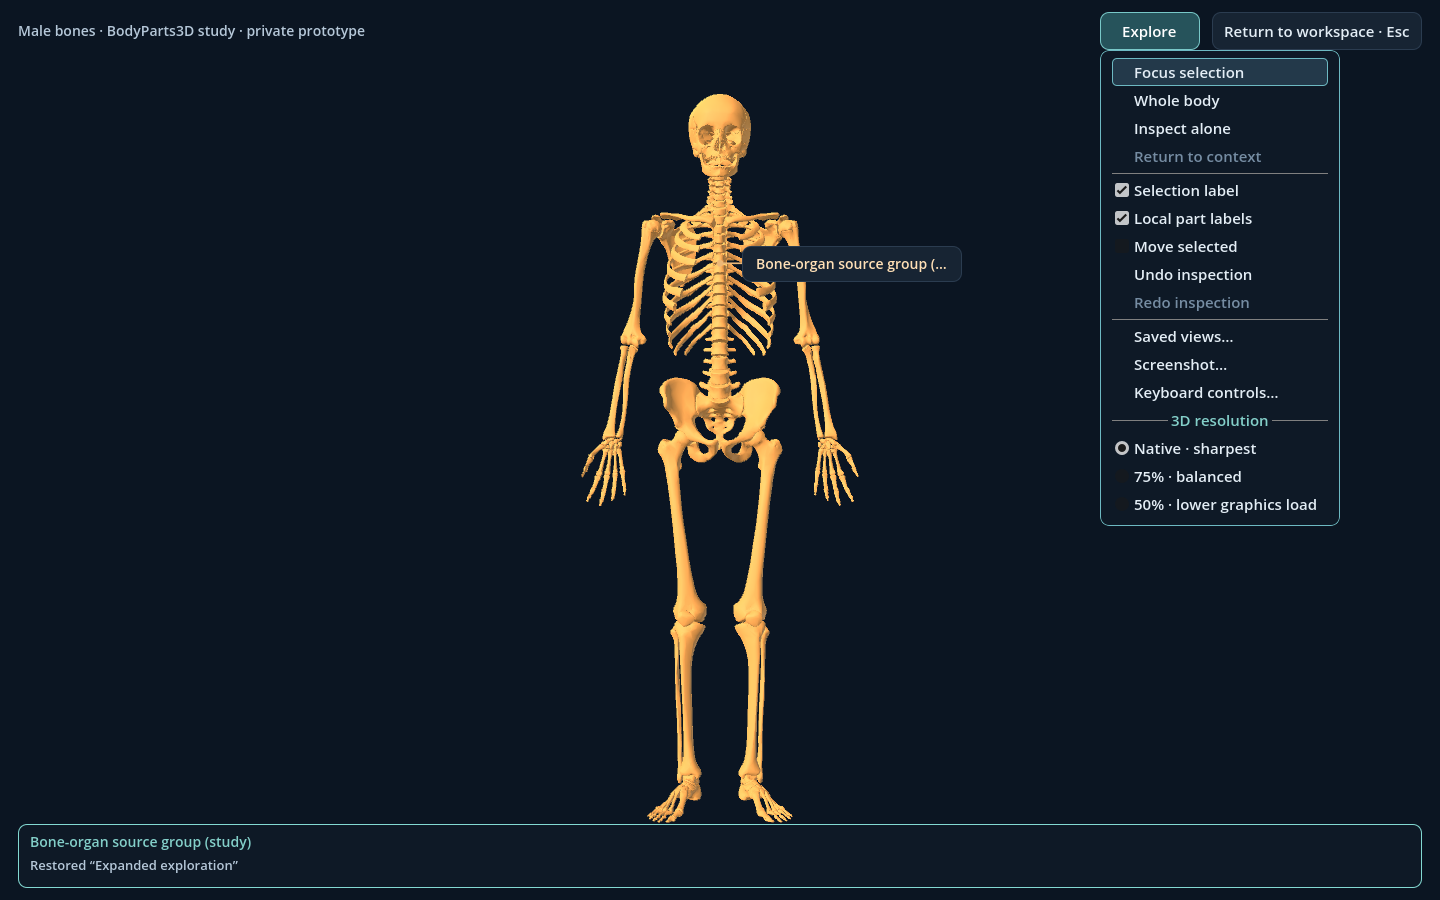 Male bones · BodyParts3D study · private prototype
Explore
Return to workspace · Esc
Focus selection
Whole body
Inspect alone
Return to context
Selection label
Local part labels
Move selected
Undo inspection
Redo inspection
Saved views...
Screenshot...
Keyboard controls...
3D resolution
Native · sharpest
75% · balanced
50% · lower graphics load
Bone-organ source group (...
Bone-organ source group (study)
Restored “Expanded exploration”